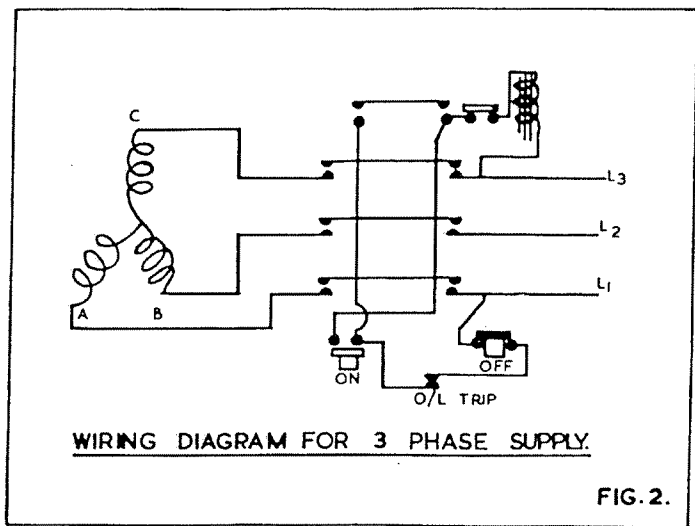 C
L3
L2
L1
A
B
ON
OFF
O/L TRIP
WIRING DIAGRAM FOR 3 PHASE SUPPLY.
FIG. 2.